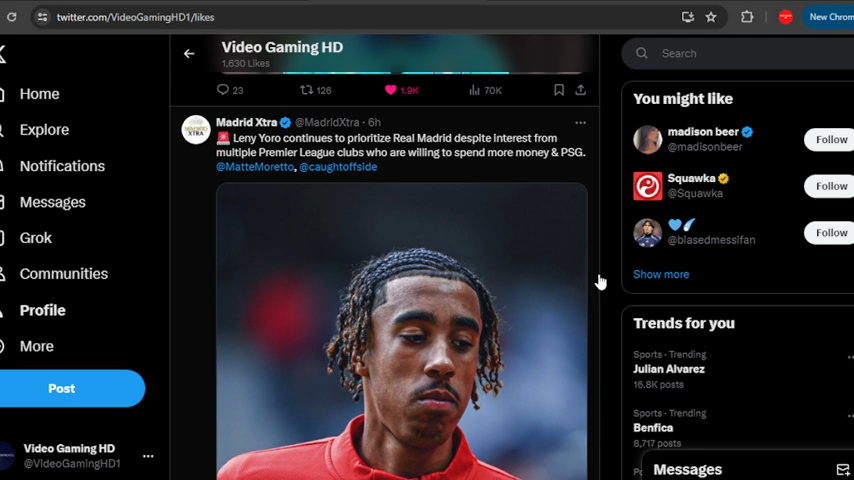 twitter.com/VideoGamingHD1/likes
New Chrom
Video Gaming HD
1,630 Likes
Home
Explore
Notifications
Messages
Grok
Communities
Profile
More
Post
Video Gaming HD
@VideoGamingHD1
23
126
1.9K
70K
MADRID XTRA
Madrid Xtra @MadridXtra · 6h
🚨 Leny Yoro continues to prioritize Real Madrid despite interest from
multiple Premier League clubs who are willing to spend more money & PSG.
@MatteMoretto, @caughtoffside
Search
You might like
madison beer
@madisonbeer
Follow
Squawka
@Squawka
Follow
@blasedmesslfan
Follow
Show more
Trends for you
Sports · Trending
Julian Alvarez
16.8K posts
Sports · Trending
Benfica
8,717 posts
Messages